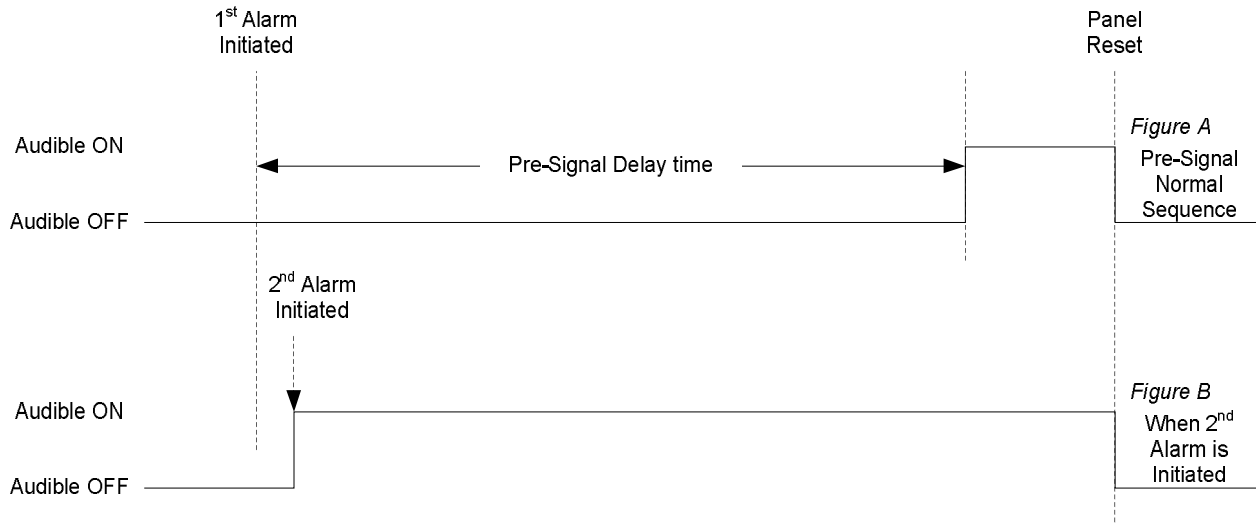 1st Alarm
Initiated
Panel
Reset
Audible ON
Pre-Signal Delay time
Figure A
Pre-Signal
Normal
Sequence
Audible OFF
2nd Alarm
Initiated
Audible ON
Figure B
When 2nd
Alarm is
Initiated
Audible OFF